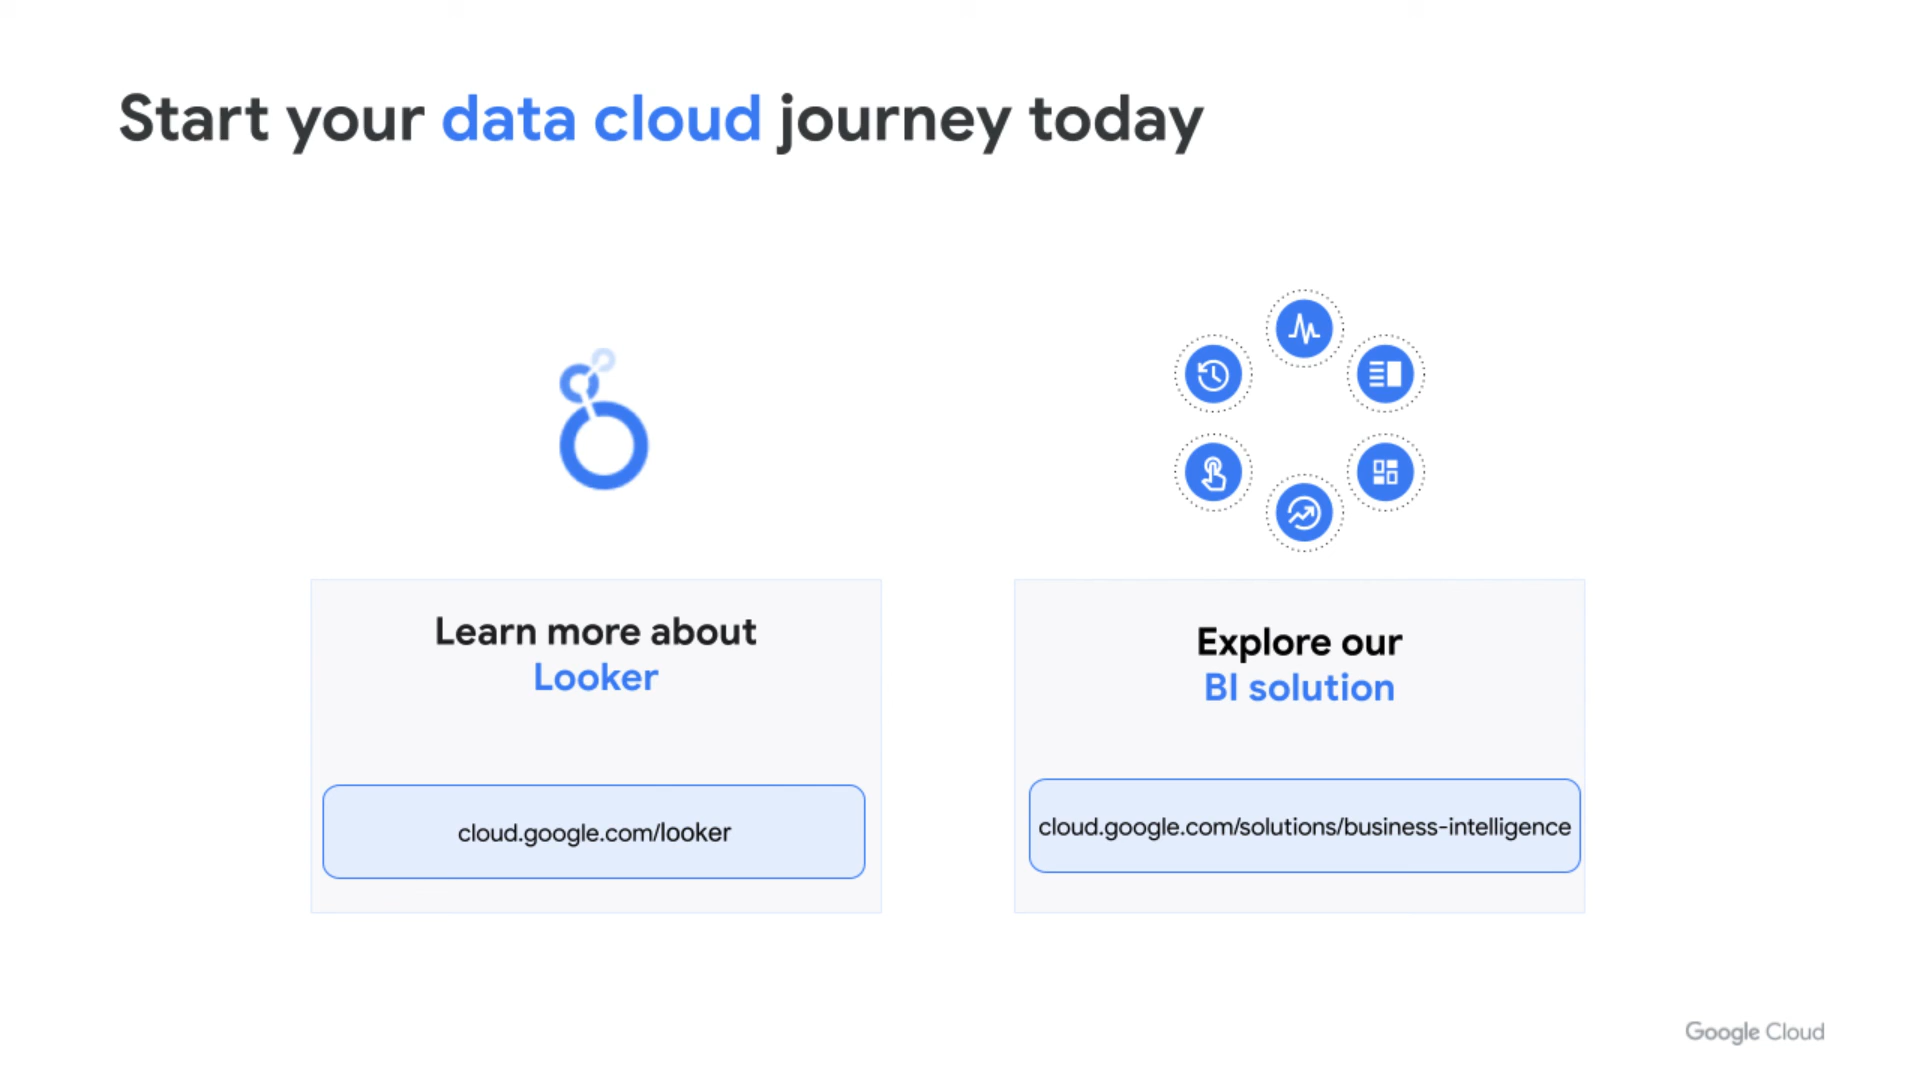 Start your data cloud journey today
Learn more about
Looker
cloud.google.com/looker
Explore our
BI solution
cloud.google.com/solutions/business-intelligence
Google Cloud